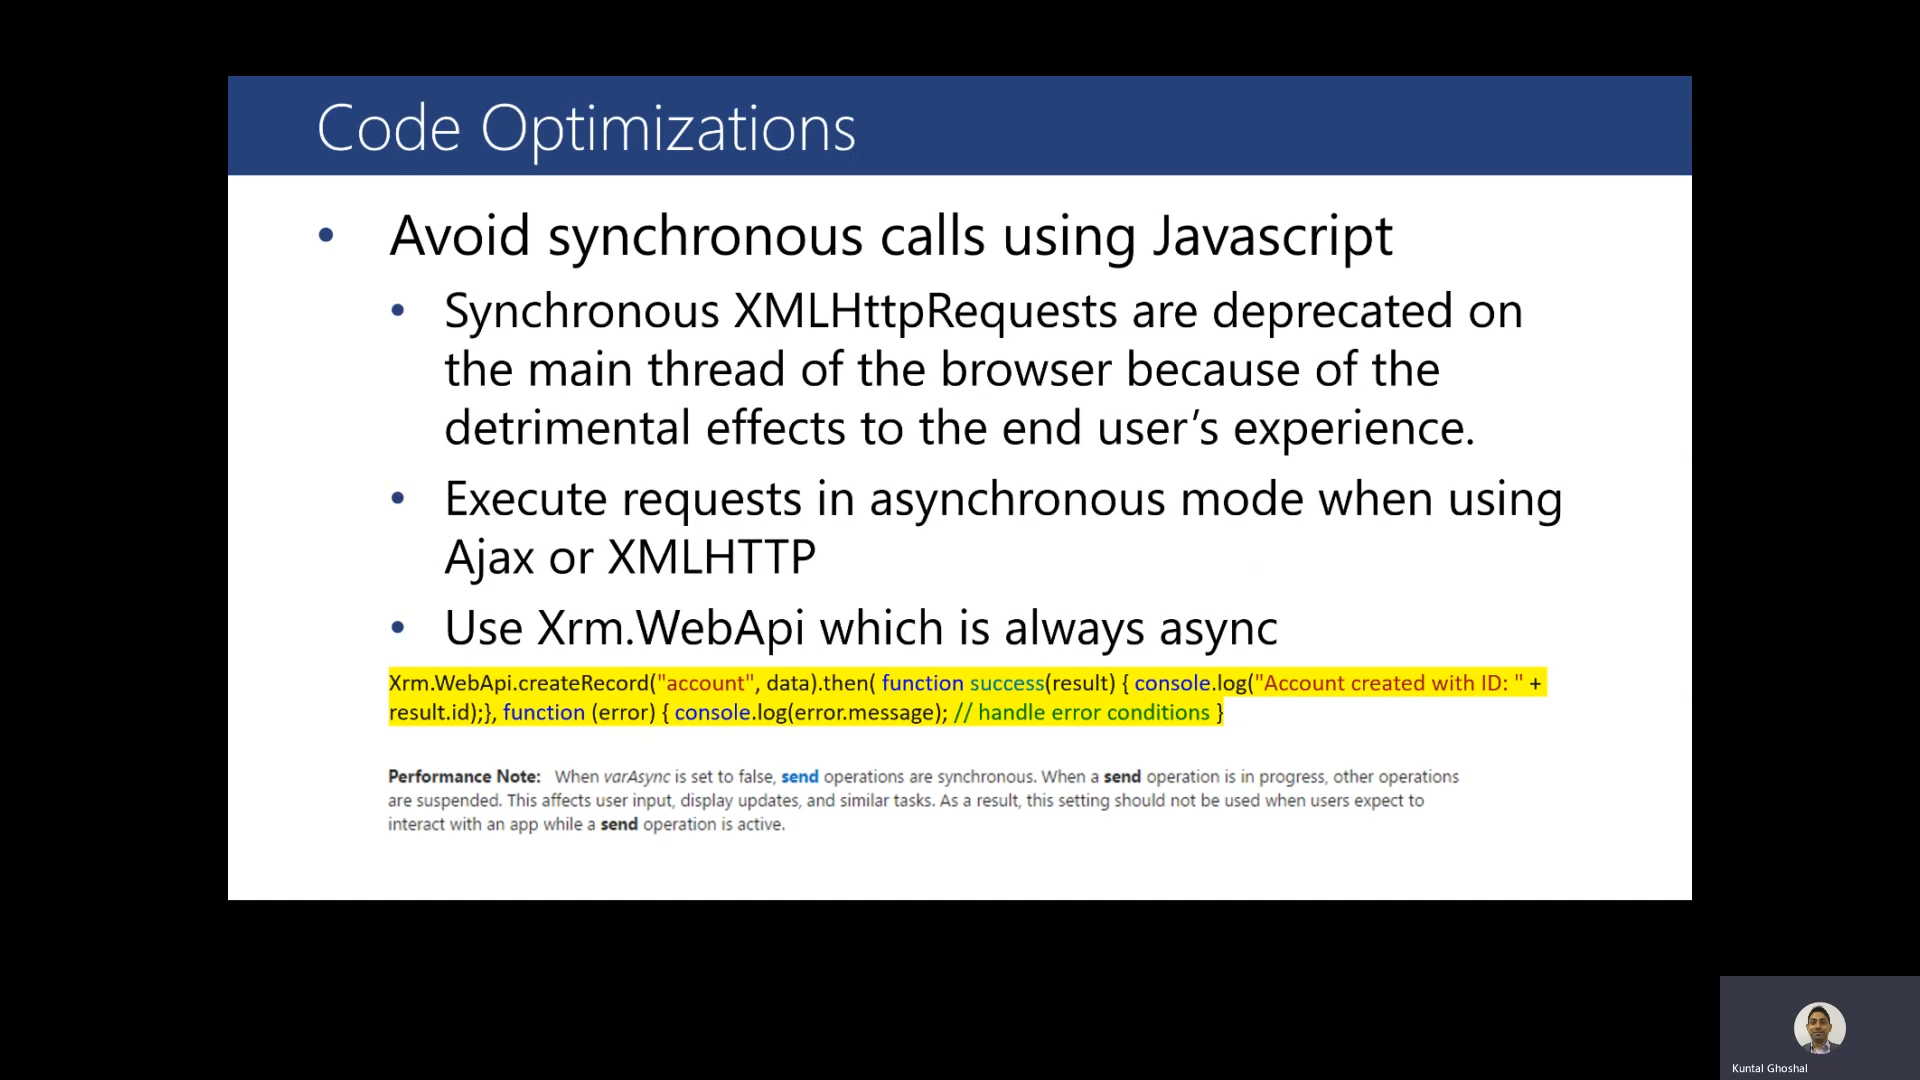 Code Optimizations
• Avoid synchronous calls using Javascript
• Synchronous XMLHttpRequests are deprecated on
the main thread of the browser because of the
detrimental effects to the end user’s experience.
• Execute requests in asynchronous mode when using
Ajax or XMLHTTP
• Use Xrm.WebApi which is always async
Xrm.WebApi.createRecord("account", data).then( function success(result) { console.log("Account created with ID: " +
result.id);}, function (error) { console.log(error.message); // handle error conditions }
Performance Note: When varAsync is set to false, send operations are synchronous. When a send operation is in progress, other operations
are suspended. This affects user input, display updates, and similar tasks. As a result, this setting should not be used when users expect to
interact with an app while a send operation is active.
Kuntal Ghoshal